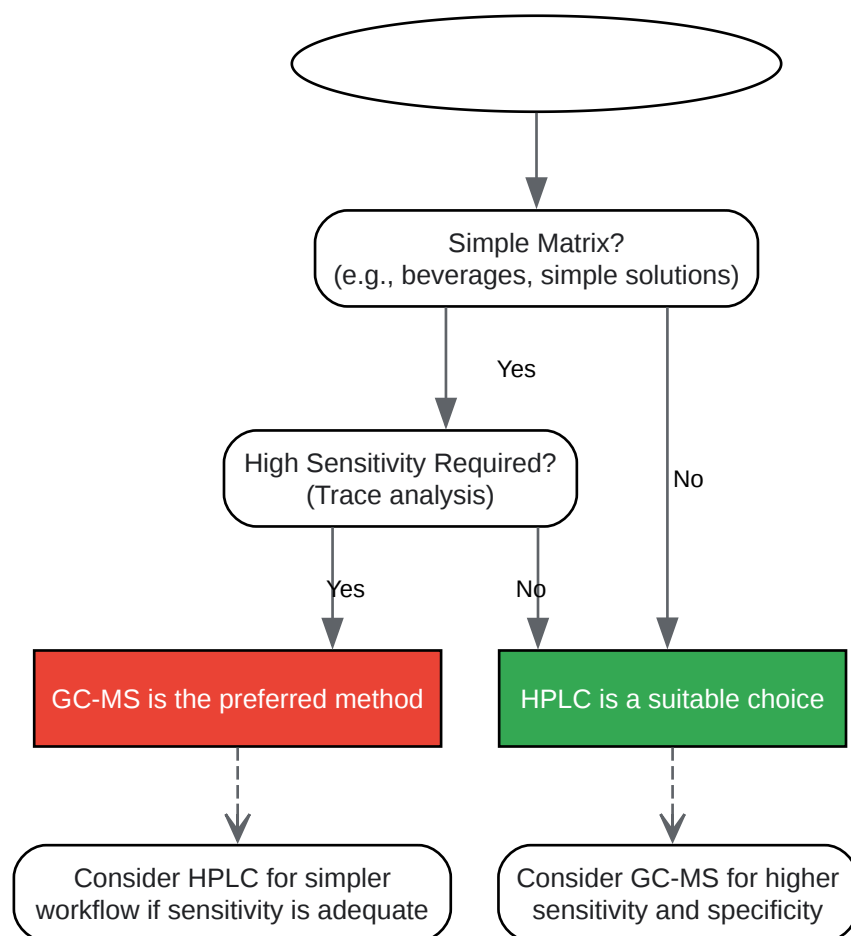 Simple Matrix?
(e.g., beverages, simple solutions)
Yes
High Sensitivity Required?
(Trace analysis)
No
Yes
No
GC-MS is the preferred method
HPLC is a suitable choice
Consider HPLC for simpler
workflow if sensitivity is adequate
Consider GC-MS for higher
sensitivity and specificity